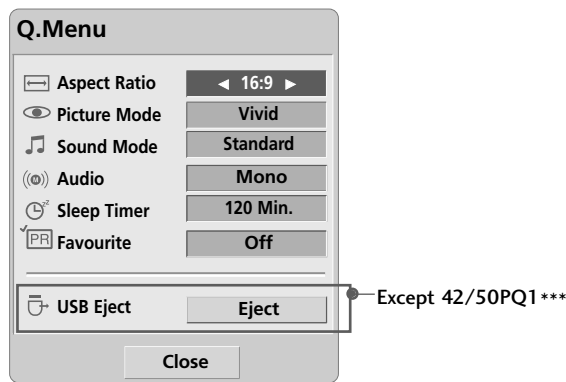 Q.Menu
Aspect Ratio ◄ 16:9 ►
Picture Mode Vivid
Sound Mode Standard
Audio Mono
Sleep Timer 120 Min.
Favourite Off
USB Eject Eject
Except 42/50PQ1***
Close